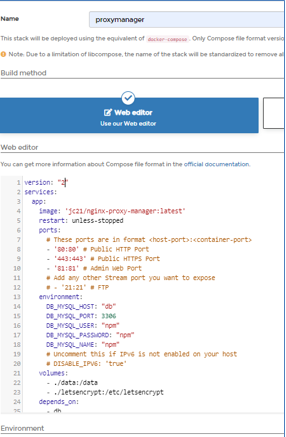 Name
proxymanager
This stack will be deployed using the equivalent of docker-compose. Only Compose file format versio
Note: Due to a limitation of libcompose, the name of the stack will be standardized to remove al
Build method
Web editor
Use our Web editor
Web editor
You can get more information about Compose file format in the official documentation.
1 version: "2"
2 services:
3 app:
4 image: 'jc21/nginx-proxy-manager:latest'
5 restart: unless-stopped
6 ports:
7 # These ports are in format <host-port>:<container-port>
8 - '80:80' # Public HTTP Port
9 - '443:443' # Public HTTPS Port
10 - '81:81' # Admin Web Port
11 # Add any other Stream port you want to expose
12 # - '21:21' # FTP
13 environment:
14 DB_MYSQL_HOST: "db"
15 DB_MYSQL_PORT: 3306
16 DB_MYSQL_USER: "npm"
17 DB_MYSQL_PASSWORD: "npm"
18 DB_MYSQL_NAME: "npm"
19 # Uncomment this if IPv6 is not enabled on your host
20 # DISABLE_IPV6: 'true'
21 volumes:
22 - ./data:/data
23 - ./letsencrypt:/etc/letsencrypt
24 depends_on:
25 - db
Environment